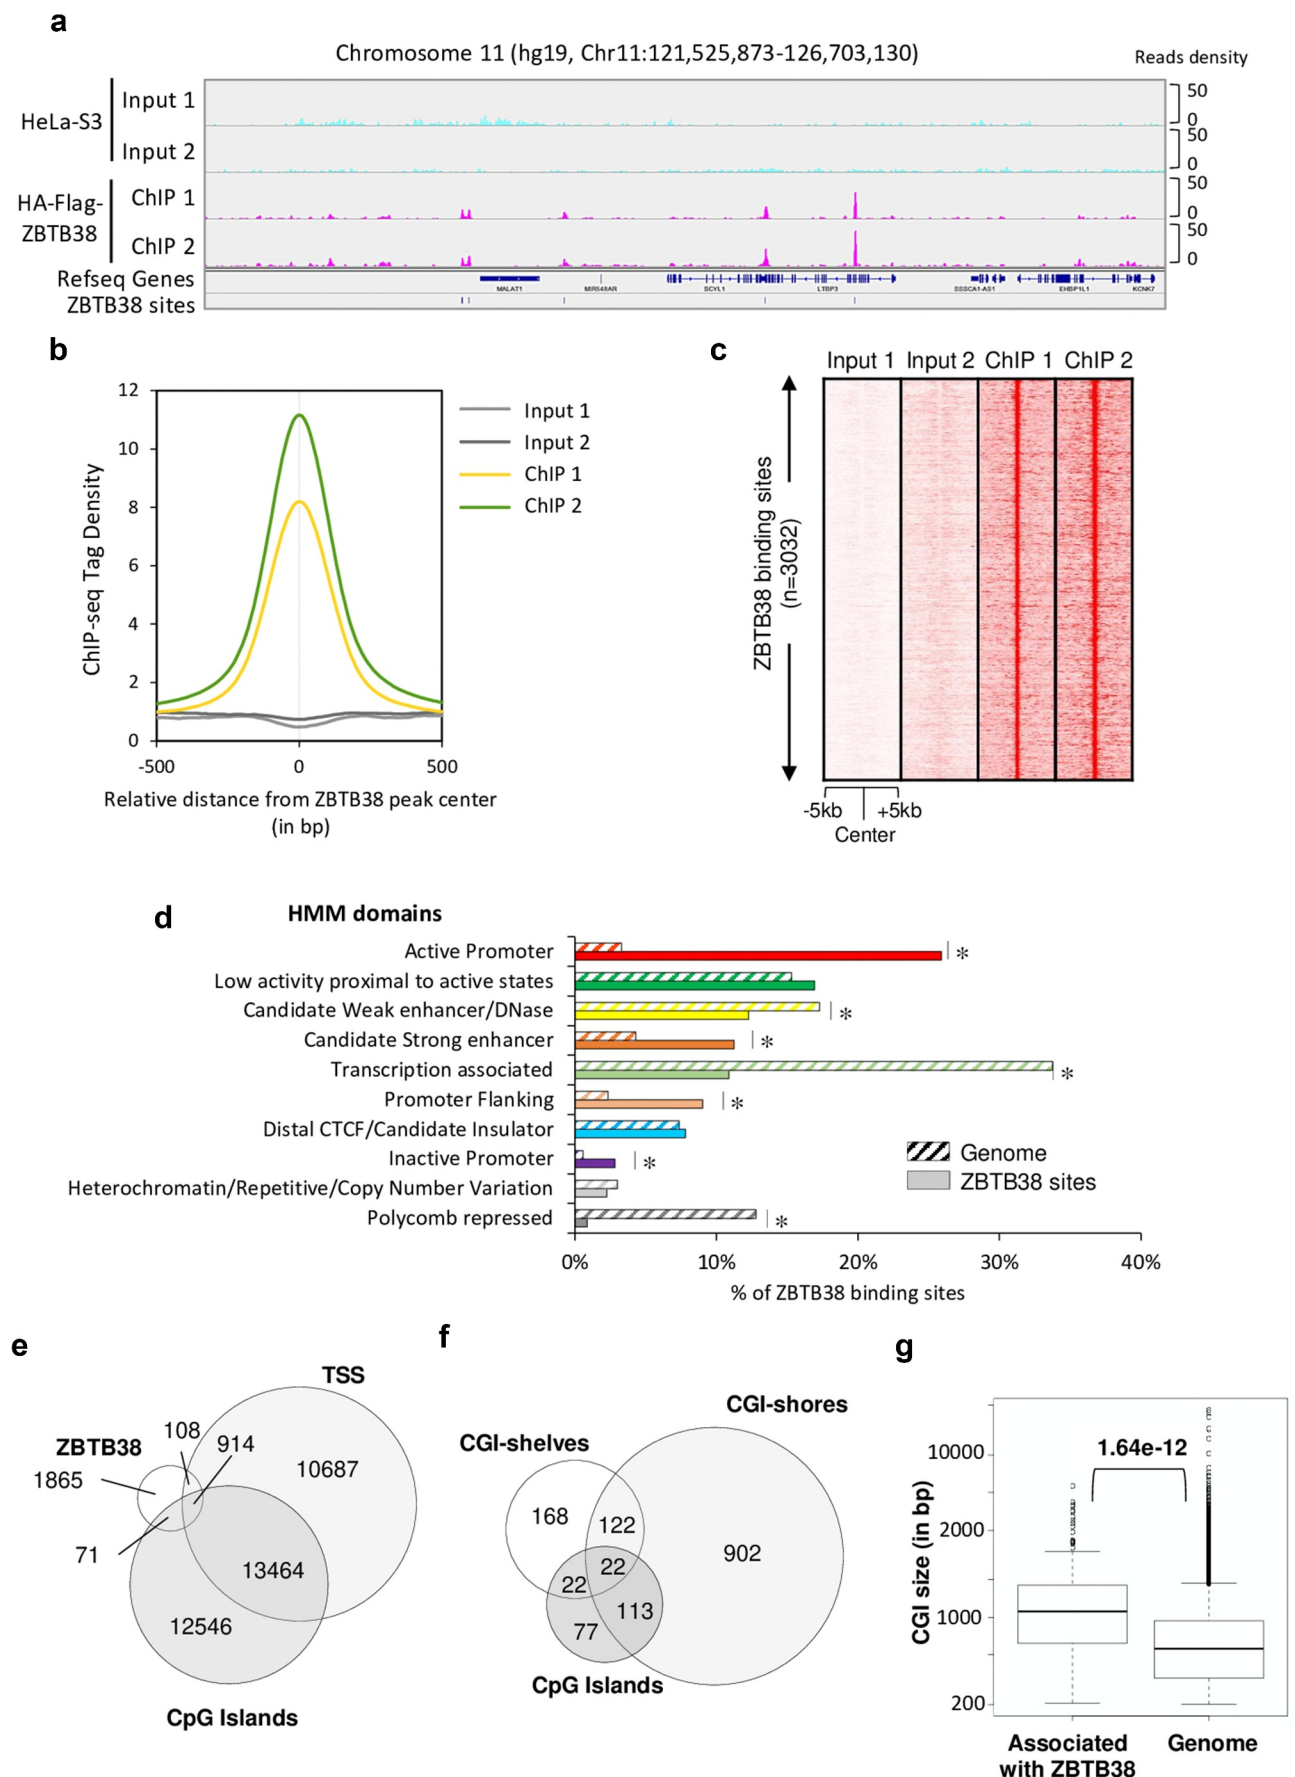 a
Chromosome 11 (hg19, Chr11:121,525,873-126,703,130)
Reads density
HeLa-S3
Input 1
50
0
Input 2
50
0
HA-Flag-
ZBTB38
ChIP 1
50
0
ChIP 2
50
0
Refseq Genes
MALAT1 MIR548AR SCYL1 LTBP3 SSSCA1-AS1 EHBP1L1 KCNK7
ZBTB38 sites
b
12
10
8
6
4
2
0
-500 0 500
ChIP-seq Tag Density
Relative distance from ZBTB38 peak center
(in bp)
Input 1
Input 2
ChIP 1
ChIP 2
c
Input 1 Input 2 ChIP 1 ChIP 2
ZBTB38 binding sites
(n=3032)
-5kb +5kb
Center
d
HMM domains
Active Promoter *
Low activity proximal to active states
Candidate Weak enhancer/DNase *
Candidate Strong enhancer *
Transcription associated *
Promoter Flanking *
Distal CTCF/Candidate Insulator
Inactive Promoter *
Heterochromatin/Repetitive/Copy Number Variation
Polycomb repressed *
Genome
ZBTB38 sites
0% 10% 20% 30% 40%
% of ZBTB38 binding sites
e
TSS
ZBTB38
108
914
1865
10687
71
13464
12546
CpG Islands
f
CGI-shores
CGI-shelves
168
122
902
22
22
113
77
CpG Islands
g
CGI size (in bp)
10000
2000
1000
200
1.64e-12
Associated
with ZBTB38
Genome